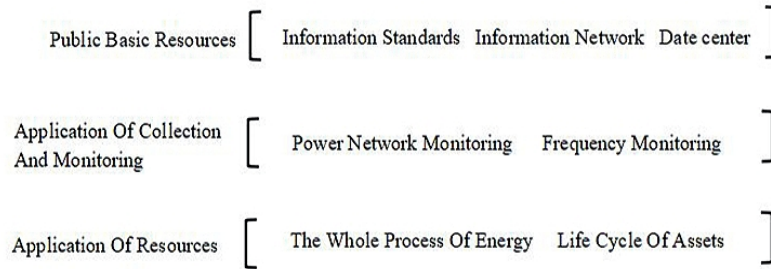 Public Basic Resources [ Information Standards Information Network Date center ]
Application Of Collection
And Monitoring [ Power Network Monitoring Frequency Monitoring ]
Application Of Resources [ The Whole Process Of Energy Life Cycle Of Assets ]